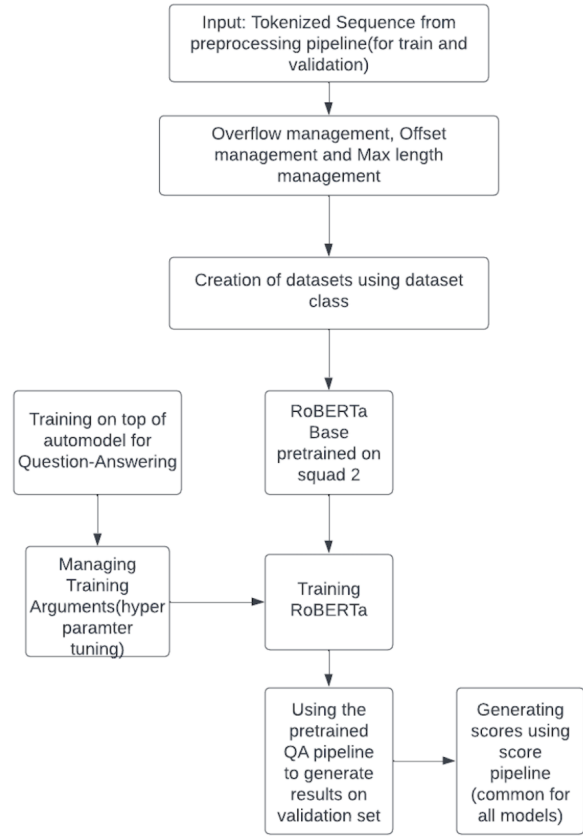 Input: Tokenized Sequence from
preprocessing pipeline(for train and
validation)
Overflow management, Offset
management and Max length
management
Creation of datasets using dataset
class
Training on top of
automodel for
Question-Answering
RoBERTa
Base
pretrained on
squad 2
Managing
Training
Arguments(hyper
paramter
tuning)
Training
RoBERTa
Using the
pretrained
QA pipeline
to generate
results on
validation set
Generating
scores using
score
pipeline
(common for
all models)